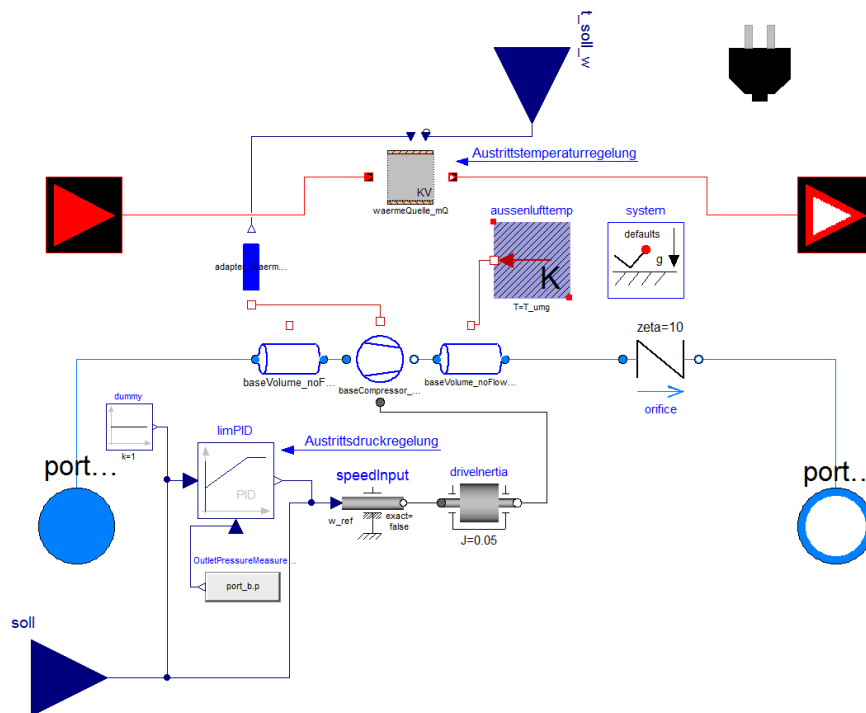 t_soll_w
Austrittstemperaturregelung
KV
waermeQuelle_mQ
aussenlufttemp
system
defaults
g
adapter_Waerm...
K
T=T_umg
zeta=10
baseVolume_noF...
baseCompressor_...
baseVolume_noFlow...
orifice
dummy
k=1
limPID
Austrittsdruckregelung
port...
port...
PID
speedInput
driveInertia
w_ref
exact=
false
J=0.05
OutletPressureMeasure...
port_b.p
soll